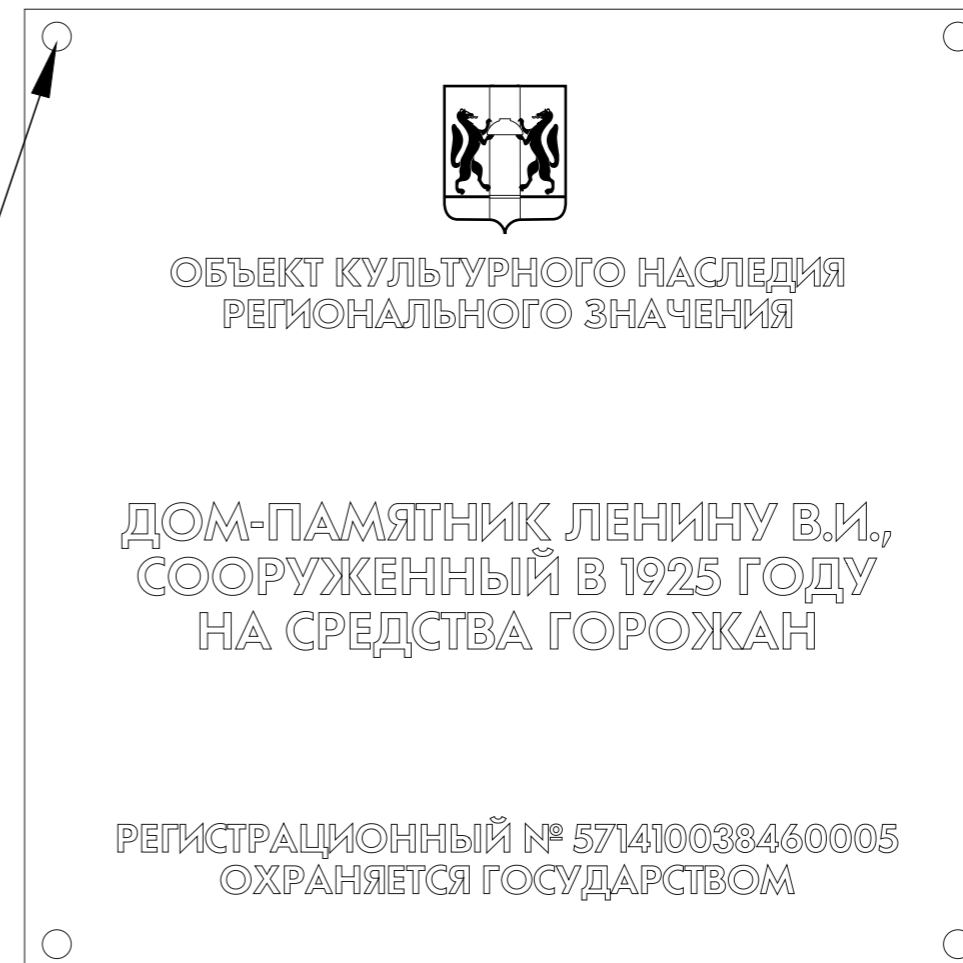 ОБЪЕКТ КУЛЬТУРНОГО НАСЛЕДИЯ
РЕГИОНАЛЬНОГО ЗНАЧЕНИЯ
ДОМ-ПАМЯТНИК ЛЕНИНУ В.И.,
СООРУЖЕННЫЙ В 1925 ГОДУ
НА СРЕДСТВА ГОРОЖАН
РЕГИСТРАЦИОННЫЙ № 571410038460005
ОХРАНЯЕТСЯ ГОСУДАРСТВОМ